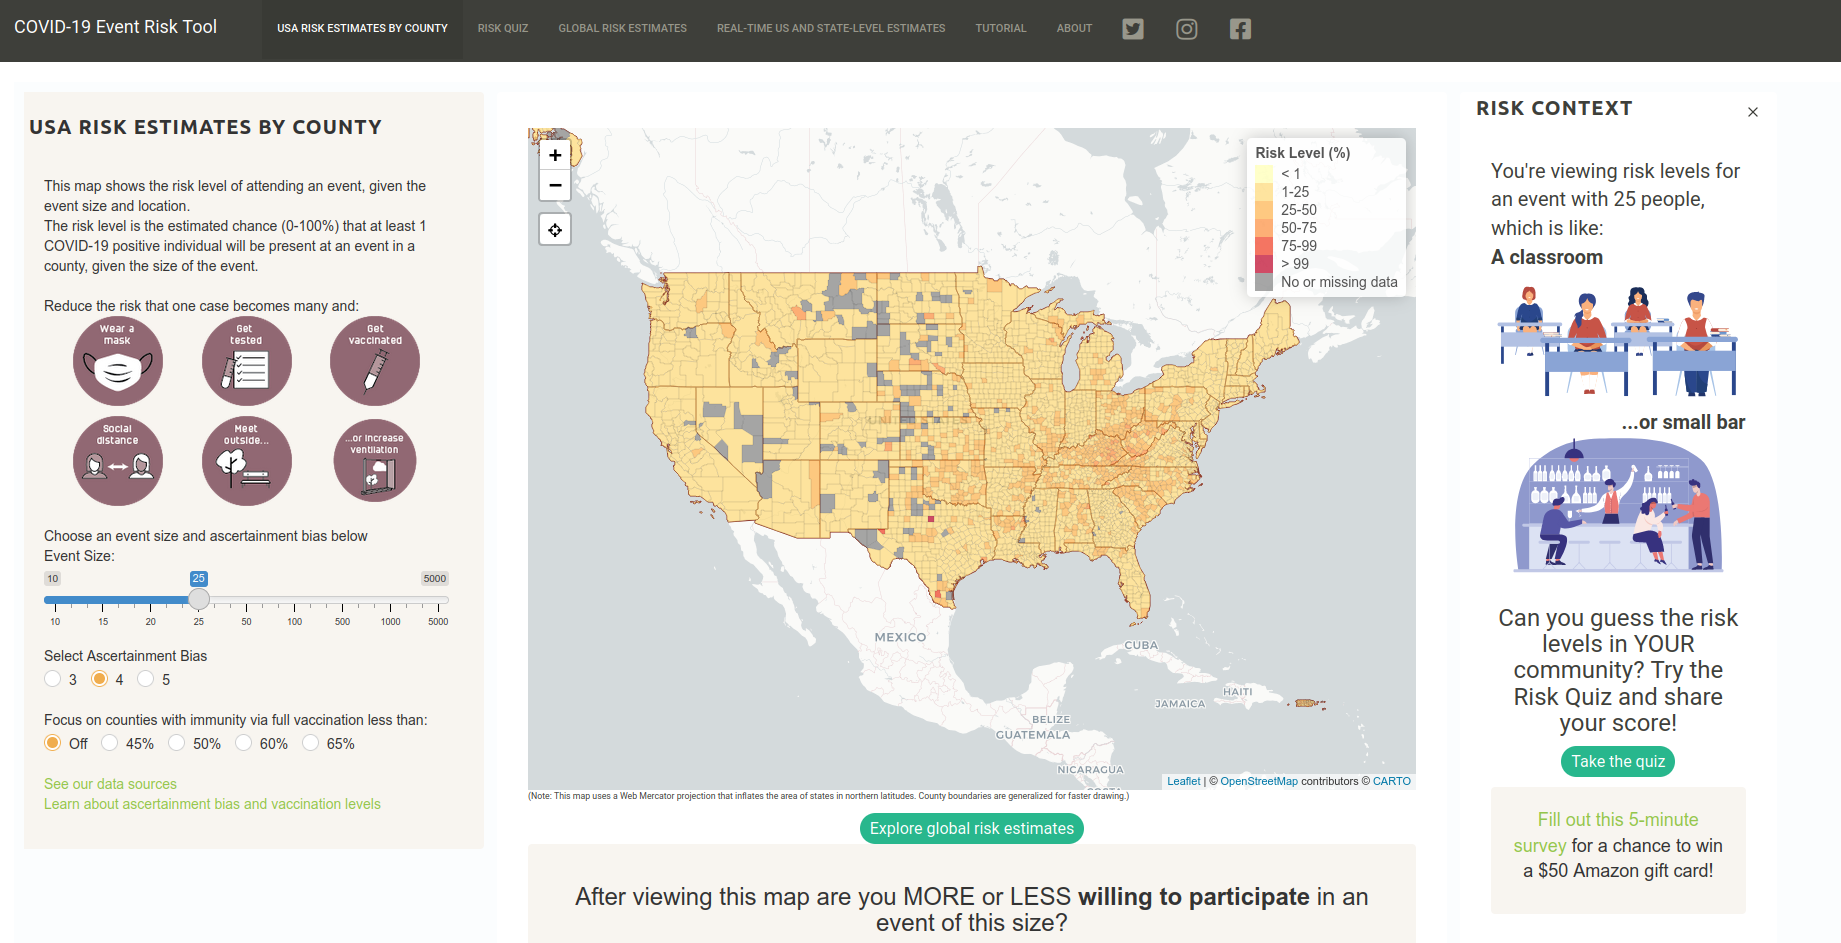 COVID-19 Event Risk Tool
USA RISK ESTIMATES BY COUNTY
RISK QUIZ
GLOBAL RISK ESTIMATES
REAL-TIME US AND STATE-LEVEL ESTIMATES
TUTORIAL
ABOUT
USA RISK ESTIMATES BY COUNTY
This map shows the risk level of attending an event, given the
event size and location.
The risk level is the estimated chance (0-100%) that at least 1
COVID-19 positive individual will be present at an event in a
county, given the size of the event.
Reduce the risk that one case becomes many and:
Wear a
mask
Get
tested
Get
vaccinated
Social
distance
Meet
outside...
...or increase
ventilation
Choose an event size and ascertainment bias below
Event Size:
10
25
5000
10 15 20 25 50 100 500 1000 5000
Select Ascertainment Bias
3 4 5
Focus on counties with immunity via full vaccination less than:
Off 45% 50% 60% 65%
See our data sources
Learn about ascertainment bias and vaccination levels
+
−
Risk Level (%)
< 1
1-25
25-50
50-75
75-99
> 99
No or missing data
MEXICO
CUBA
HAITI
JAMAICA
BELIZE
GUATEMALA
NICARAGUA
Leaflet | © OpenStreetMap contributors © CARTO
(Note: This map uses a Web Mercator projection that inflates the area of states in northern latitudes. County boundaries are generalized for faster drawing.)
Explore global risk estimates
After viewing this map are you MORE or LESS willing to participate in an
event of this size?
RISK CONTEXT
×
You're viewing risk levels for
an event with 25 people,
which is like:
A classroom
...or small bar
Can you guess the risk
levels in YOUR
community? Try the
Risk Quiz and share
your score!
Take the quiz
Fill out this 5-minute
survey for a chance to win
a $50 Amazon gift card!